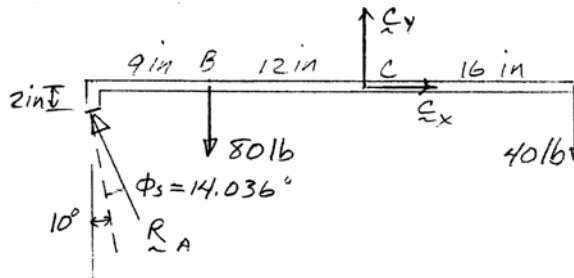 C y
9 in B 12 in C 16 in
2 in
C x
80 lb 40 lb
ϕs = 14.036°
10°
R A